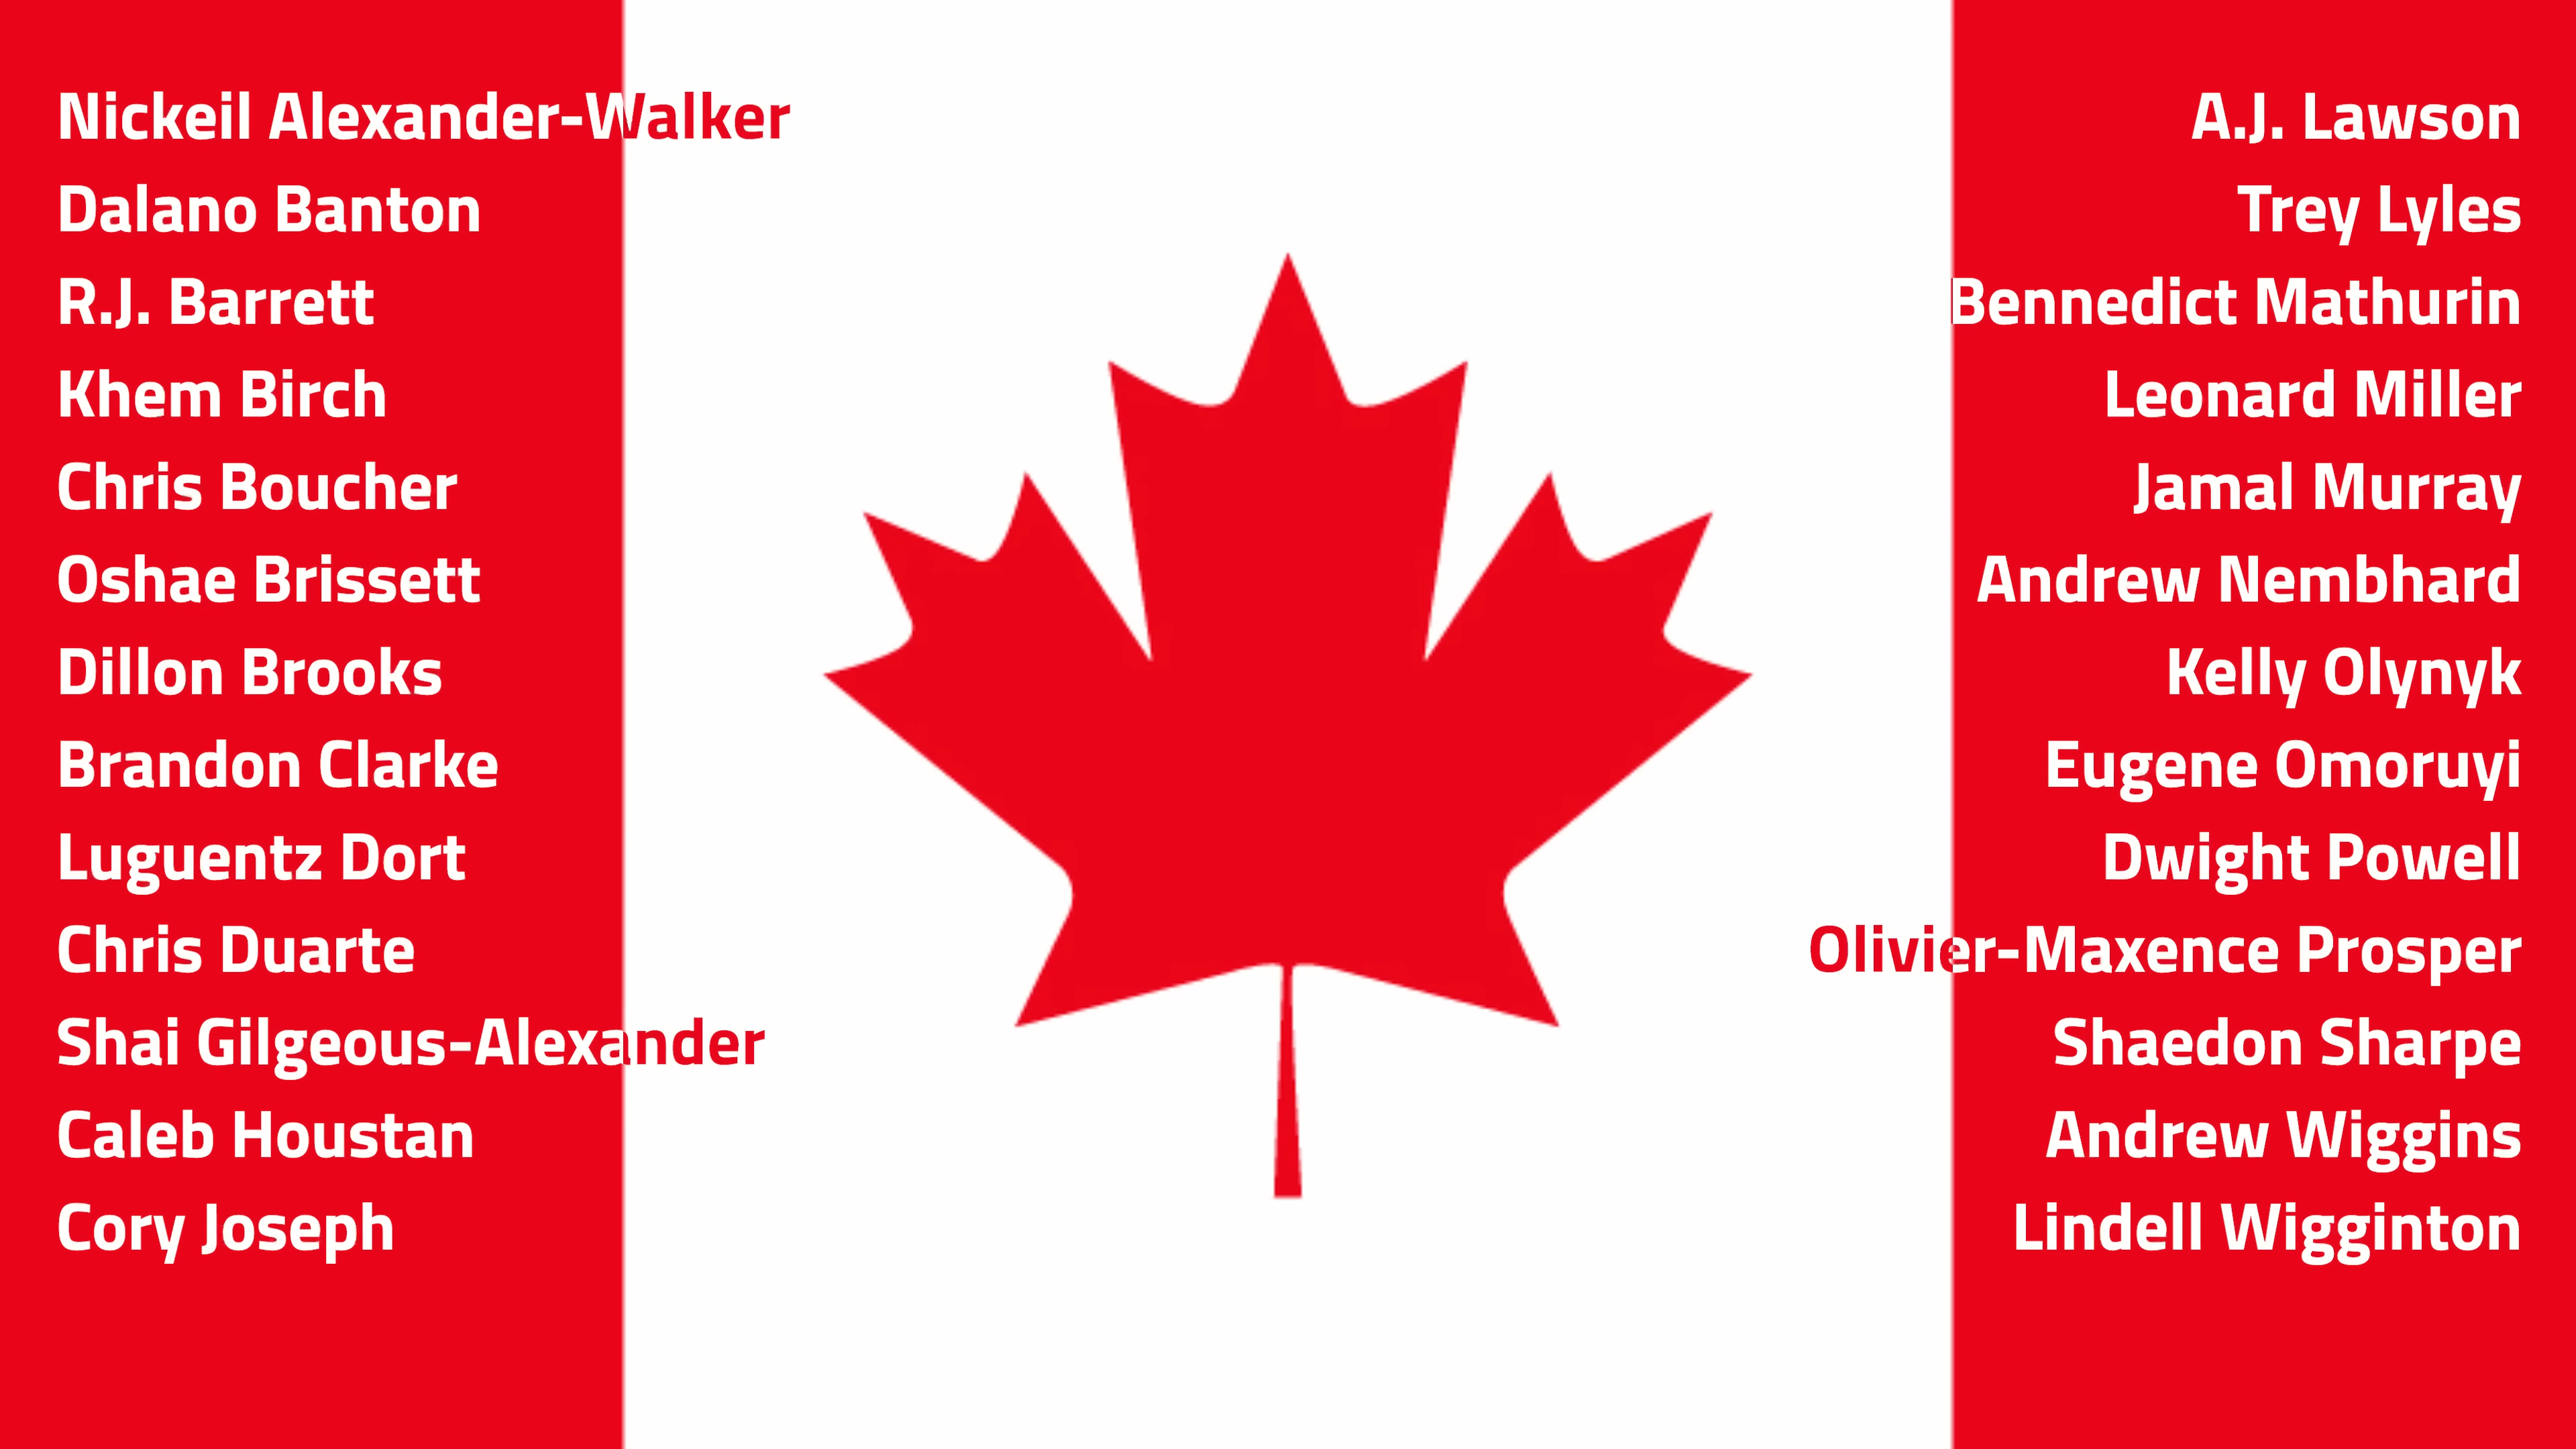 Nickeil Alexander-Walker
Dalano Banton
R.J. Barrett
Khem Birch
Chris Boucher
Oshae Brissett
Dillon Brooks
Brandon Clarke
Luguentz Dort
Chris Duarte
Shai Gilgeous-Alexander
Caleb Houstan
Cory Joseph
A.J. Lawson
Trey Lyles
Bennedict Mathurin
Leonard Miller
Jamal Murray
Andrew Nembhard
Kelly Olynyk
Eugene Omoruyi
Dwight Powell
Olivier-Maxence Prosper
Shaedon Sharpe
Andrew Wiggins
Lindell Wigginton